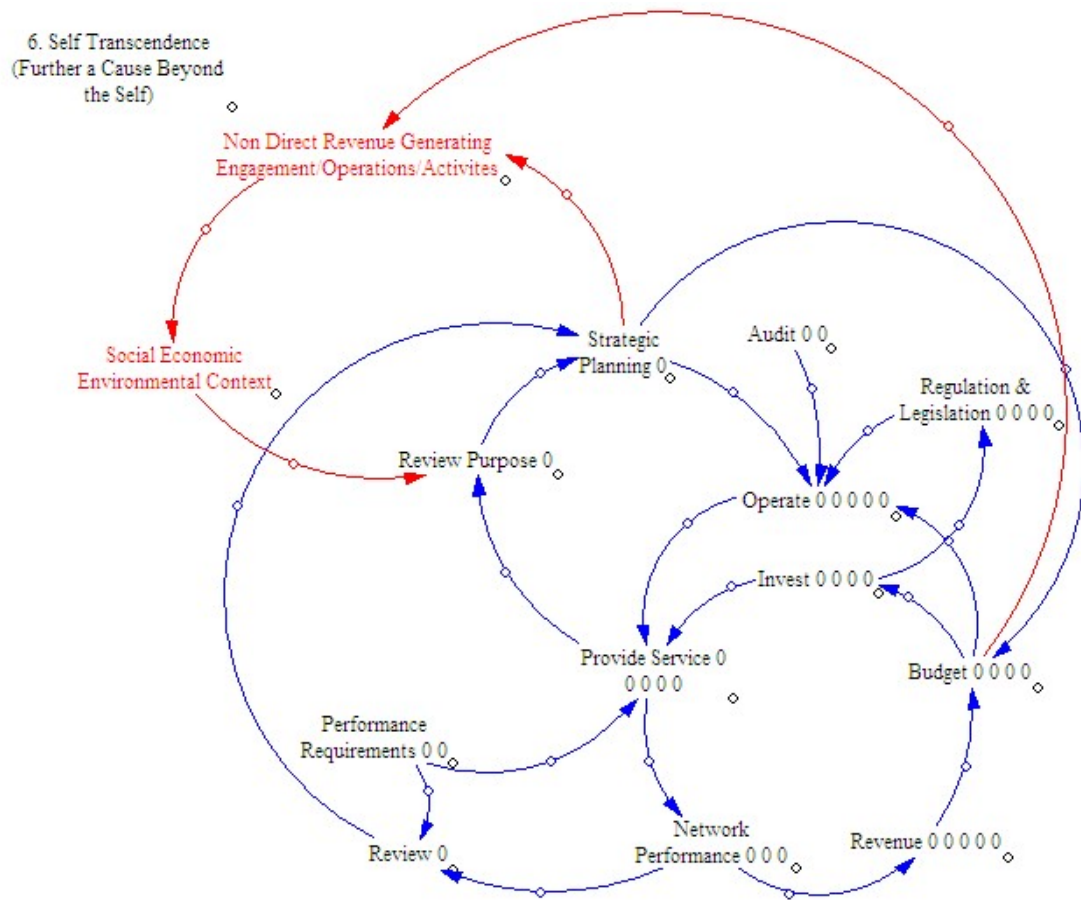 6. Self Transcendence
(Further a Cause Beyond
the Self)
Non Direct Revenue Generating
Engagement/Operations/Activites
Social Economic
Environmental Context
Strategic
Planning 0
Audit 0 0
Regulation &
Legislation 0 0 0 0
Review Purpose 0
Operate 0 0 0 0 0
Invest 0 0 0 0
Provide Service 0
0 0 0 0
Budget 0 0 0 0
Performance
Requirements 0 0
Review 0
Network
Performance 0 0 0
Revenue 0 0 0 0 0